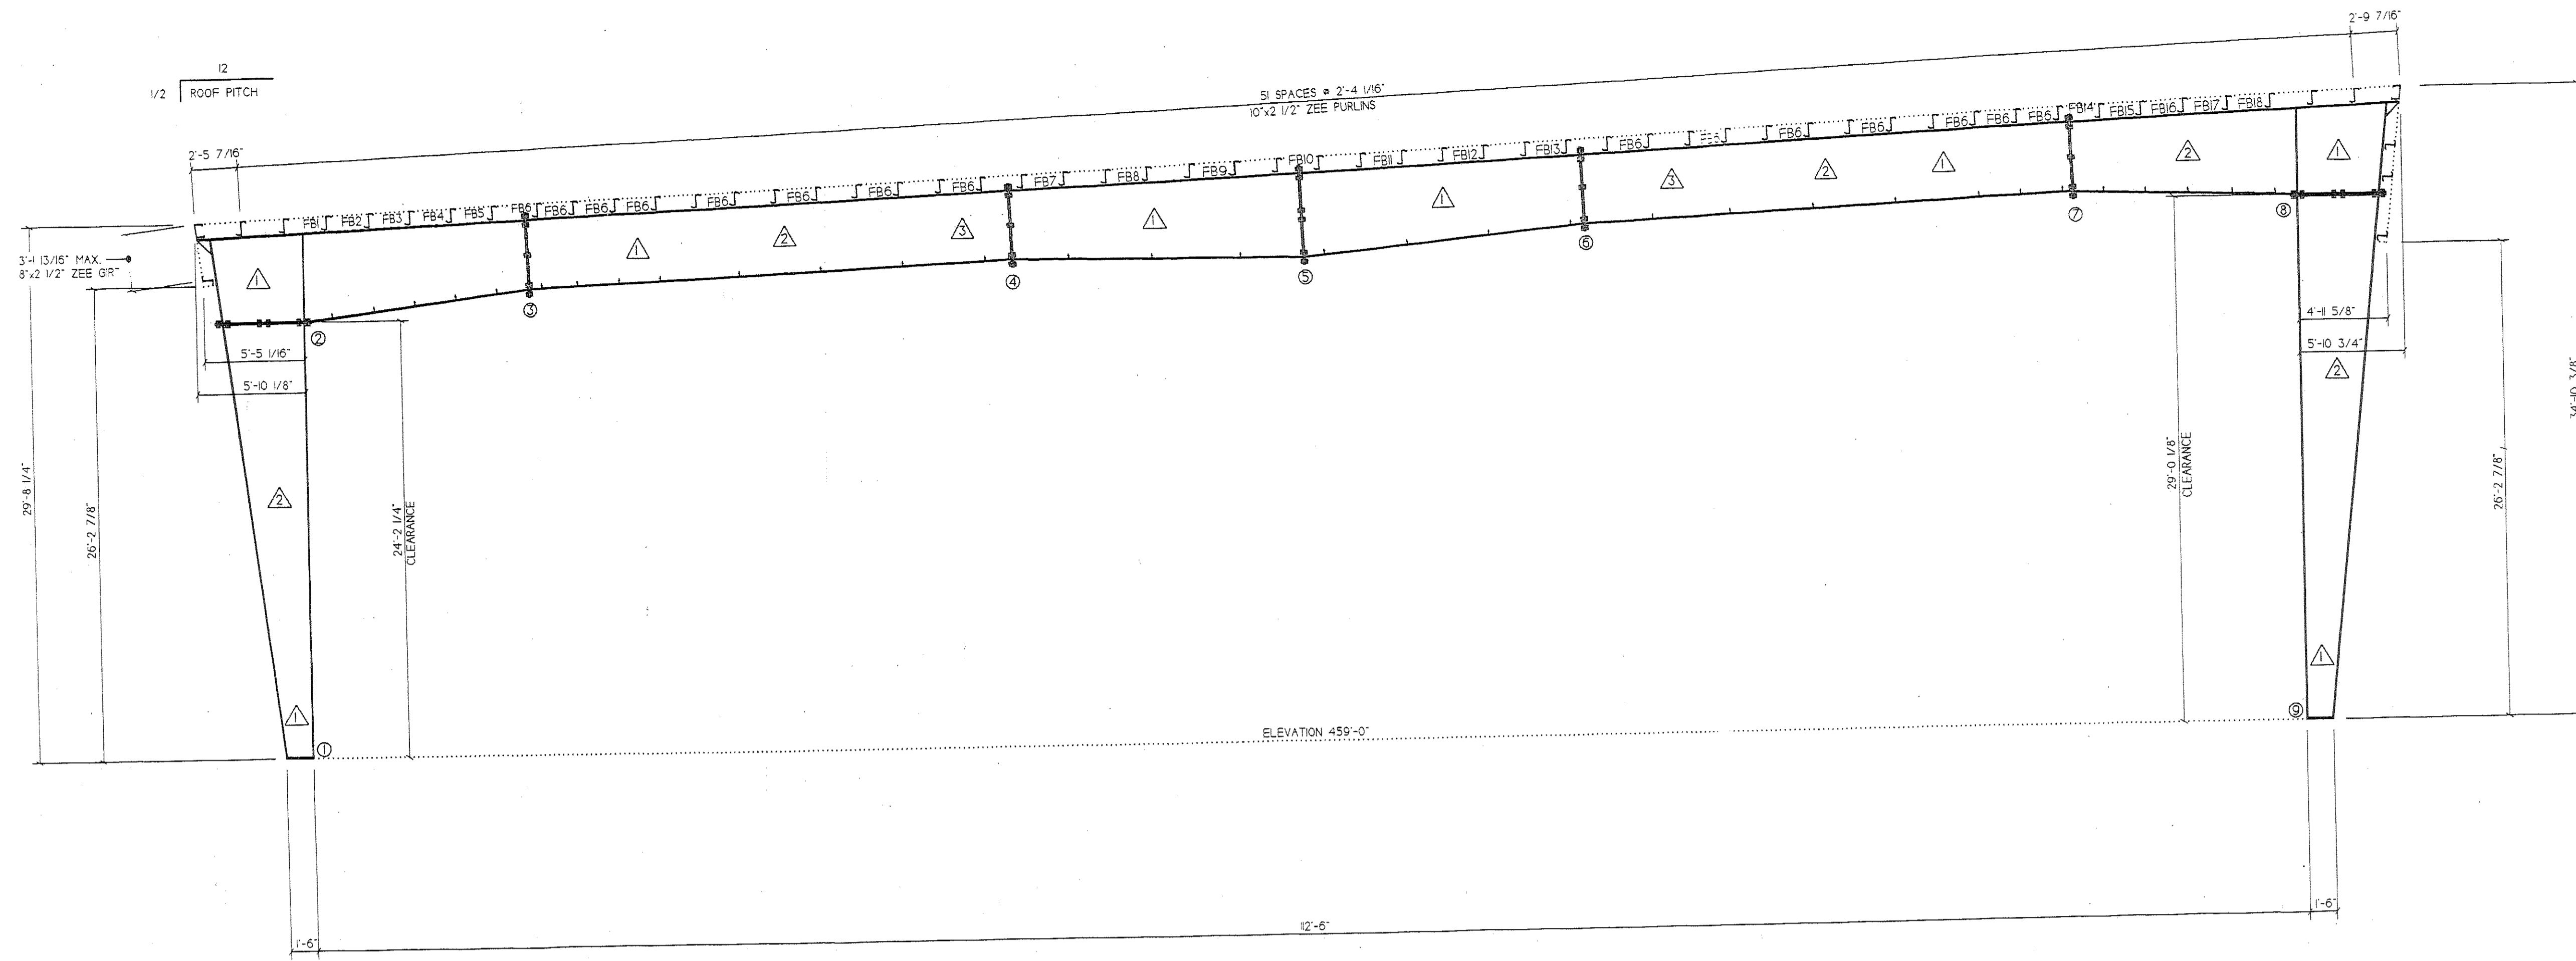 2'-9 7/16"
12
1/2 ROOF PITCH
51 SPACES @ 2'-4 1/16"
10"x2 1/2" ZEE PURLINS
2'-5 7/16"
FB1 FB2 FB3 FB4 FB5 FB6 FB6 FB6 FB6 FB6 FB6 FB6 FB6 FB7 FB8 FB9 FB10 FB11 FB12 FB13 FB6 FB6 FB6 FB6 FB6 FB6 FB14 FB15 FB16 FB17 FB18
3'-1 13/16" MAX.
8"x2 1/2" ZEE GIRT
1 1 2 3 1 1 3 2 1 2 1
2 3 4 5 6 7 8
5'-5 1/16"
5'-10 1/8"
4'-11 5/8"
5'-10 3/4"
2
29'-8 1/4"
26'-2 7/8"
2
24'-2 1/4"
CLEARANCE
29'-0 1/8"
CLEARANCE
26'-2 7/8"
34'-10 3/8"
1
1
1
9
ELEVATION 459'-0"
1'-6"
112'-6"
1'-6"